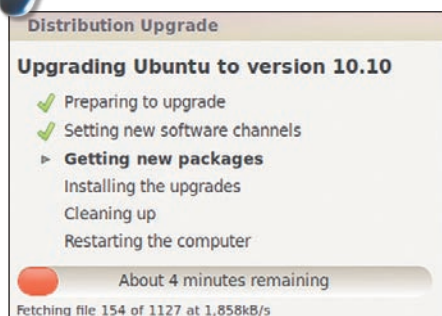 Distribution Upgrade
Upgrading Ubuntu to version 10.10
Preparing to upgrade
Setting new software channels
Getting new packages
Installing the upgrades
Cleaning up
Restarting the computer
About 4 minutes remaining
Fetching file 154 of 1127 at 1,858kB/s